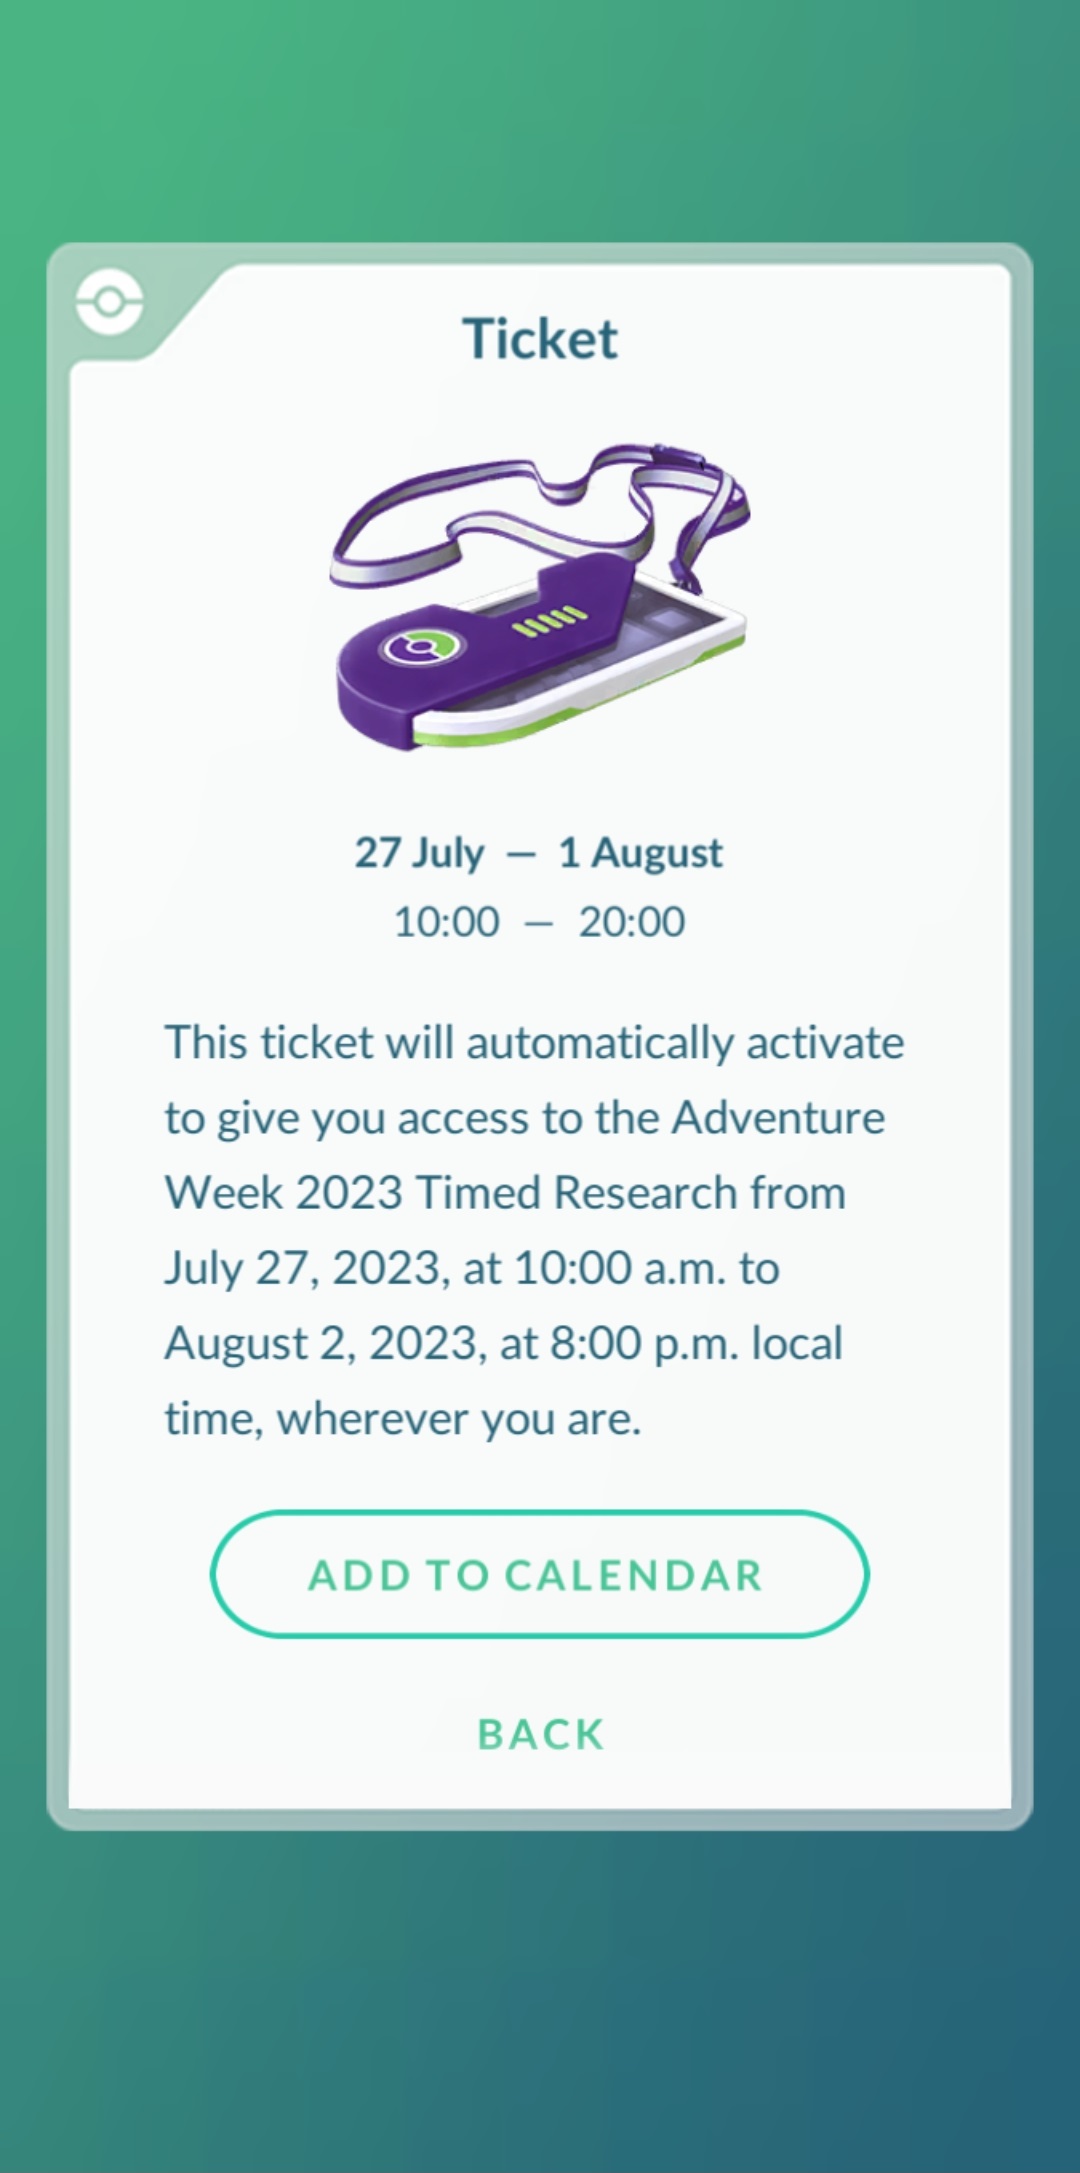 Ticket
27 July — 1 August
10:00 — 20:00
This ticket will automatically activate
to give you access to the Adventure
Week 2023 Timed Research from
July 27, 2023, at 10:00 a.m. to
August 2, 2023, at 8:00 p.m. local
time, wherever you are.
ADD TO CALENDAR
BACK